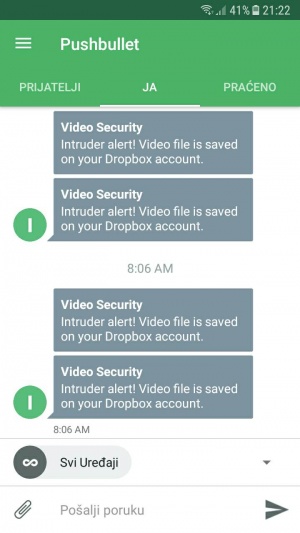 41% 21:22
Pushbullet
PRIJATELJI JA PRAĆENO
Video Security
Intruder alert! Video file is saved
on your Dropbox account.
Video Security
Intruder alert! Video file is saved
on your Dropbox account.
I
8:06 AM
Video Security
Intruder alert! Video file is saved
on your Dropbox account.
Video Security
Intruder alert! Video file is saved
on your Dropbox account.
I
8:06 AM
Svi Uređaji
Pošalji poruku